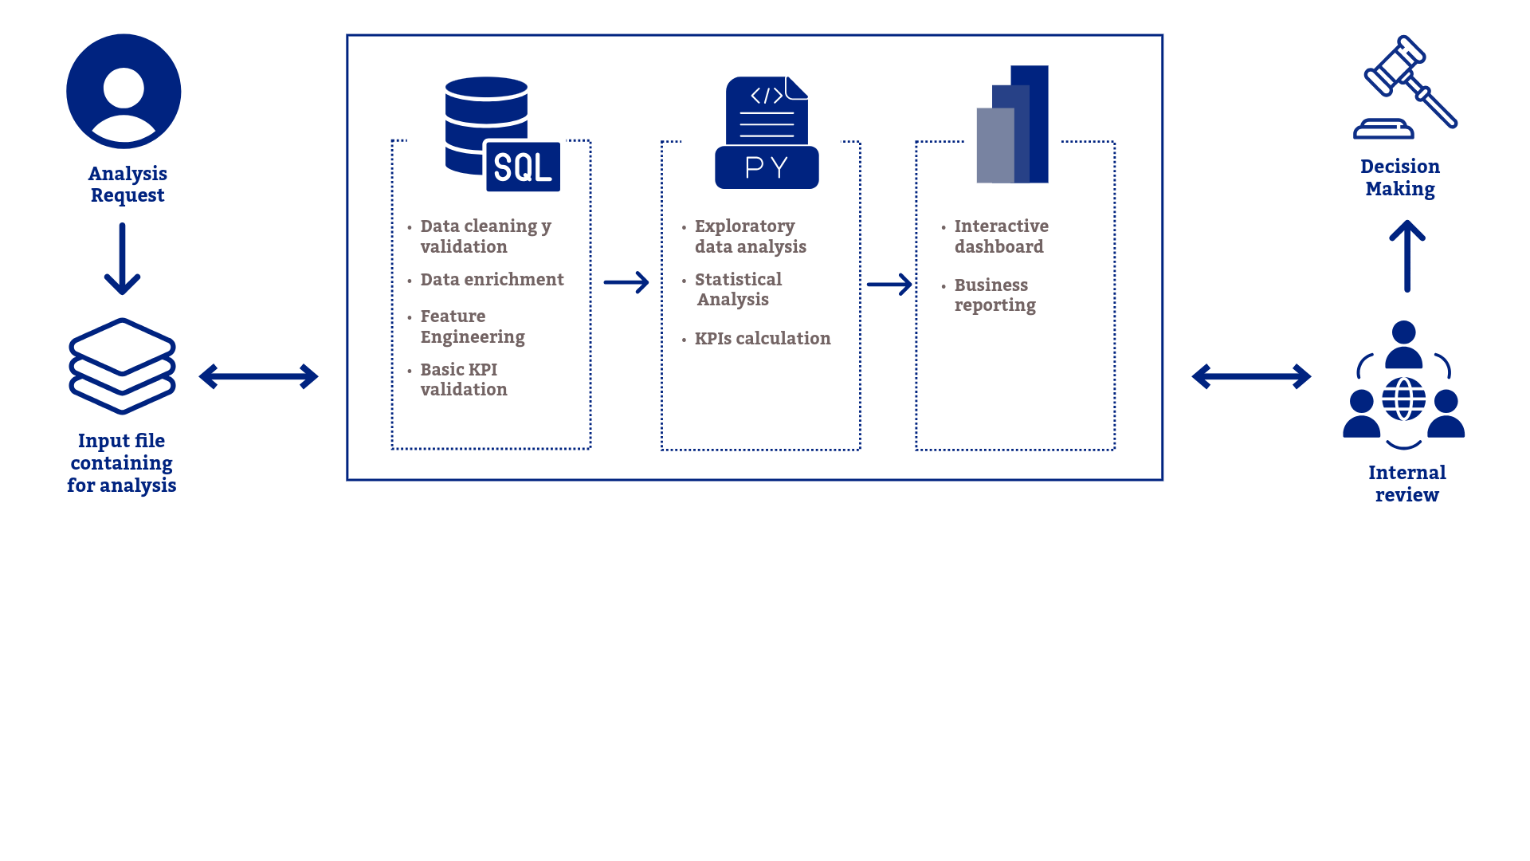 Analysis
Request
Input file
containing
for analysis
SQL
• Data cleaning y
validation
• Data enrichment
• Feature
Engineering
• Basic KPI
validation
</>
PY
• Exploratory
data analysis
• Statistical
Analysis
• KPIs calculation
• Interactive
dashboard
• Business
reporting
Decision
Making
Internal
review